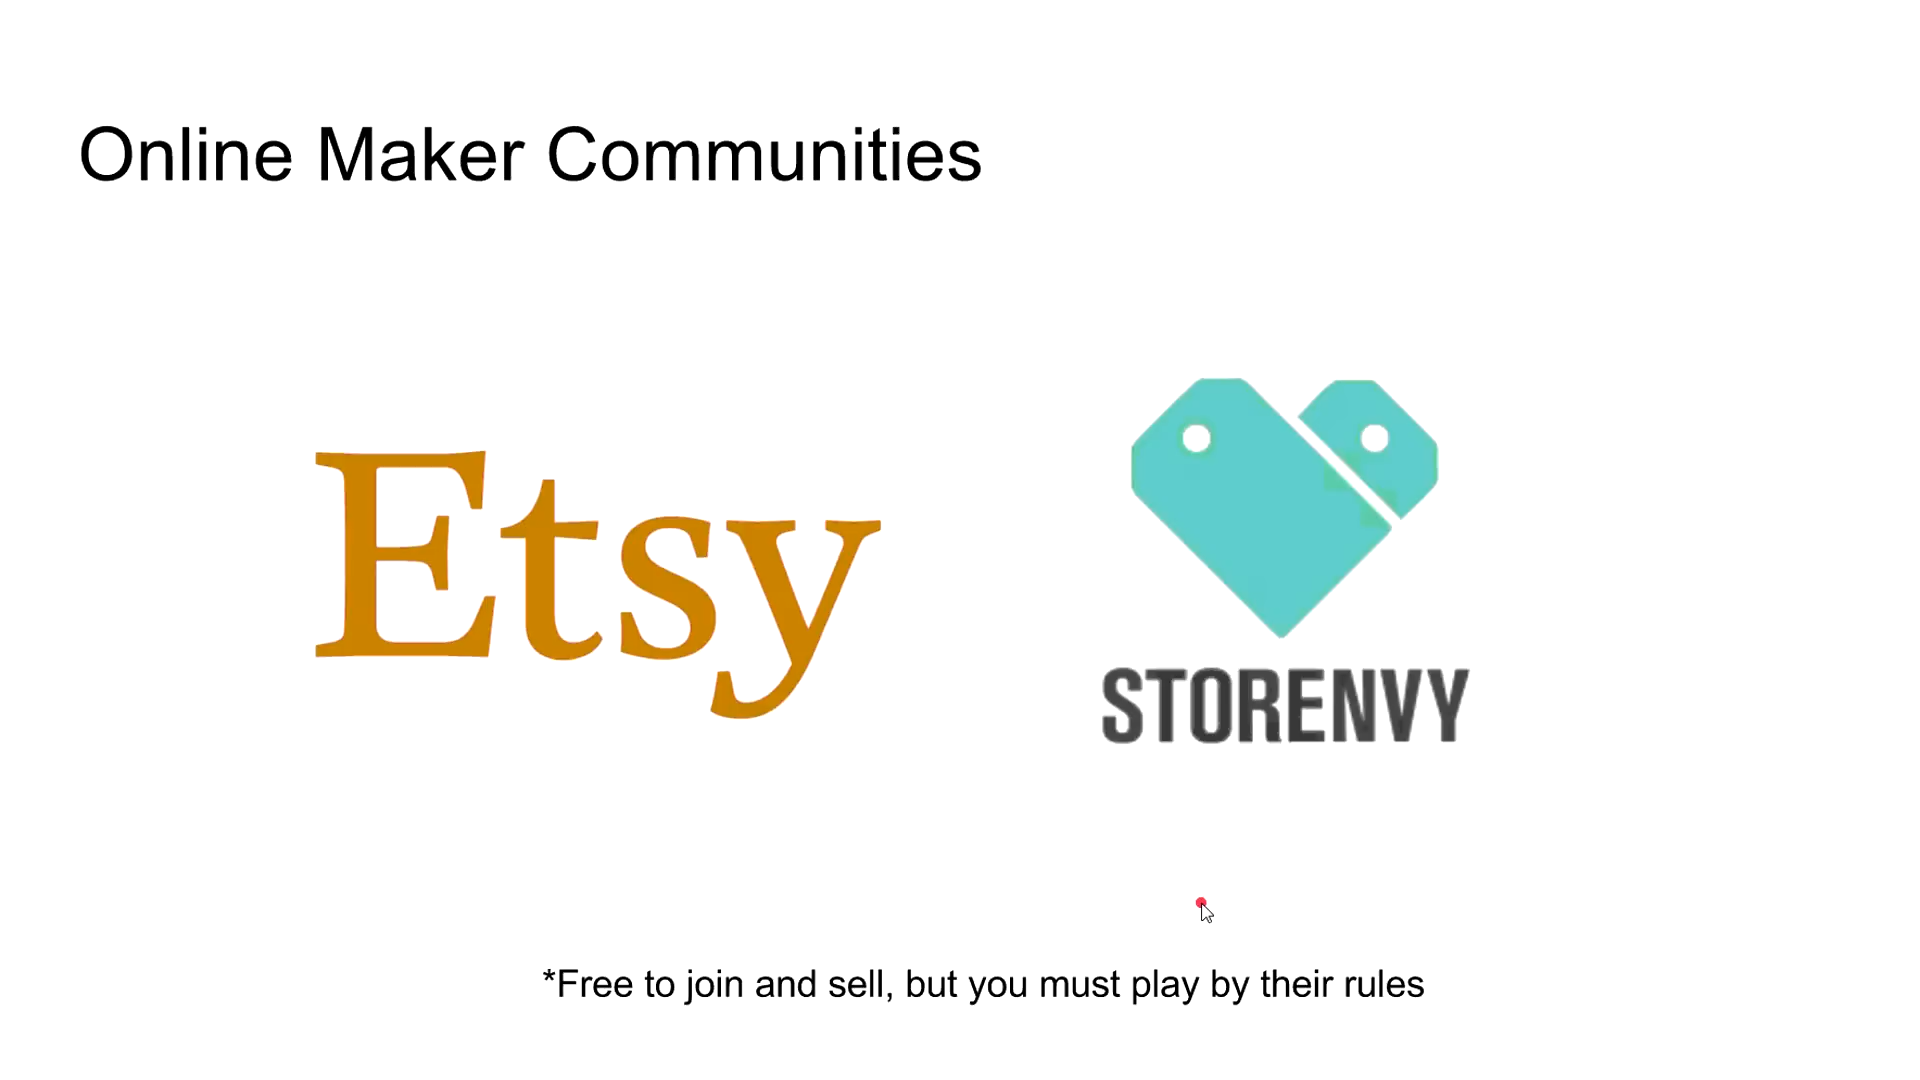 Online Maker Communities
Etsy
STORENVY
*Free to join and sell, but you must play by their rules